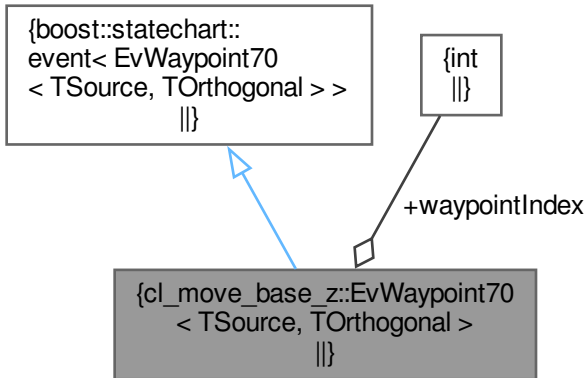 {boost::statechart::
event< EvWaypoint70
< TSource, TOrthogonal > >
||}
{int
||}
+waypointIndex
{cl_move_base_z::EvWaypoint70
< TSource, TOrthogonal >
||}